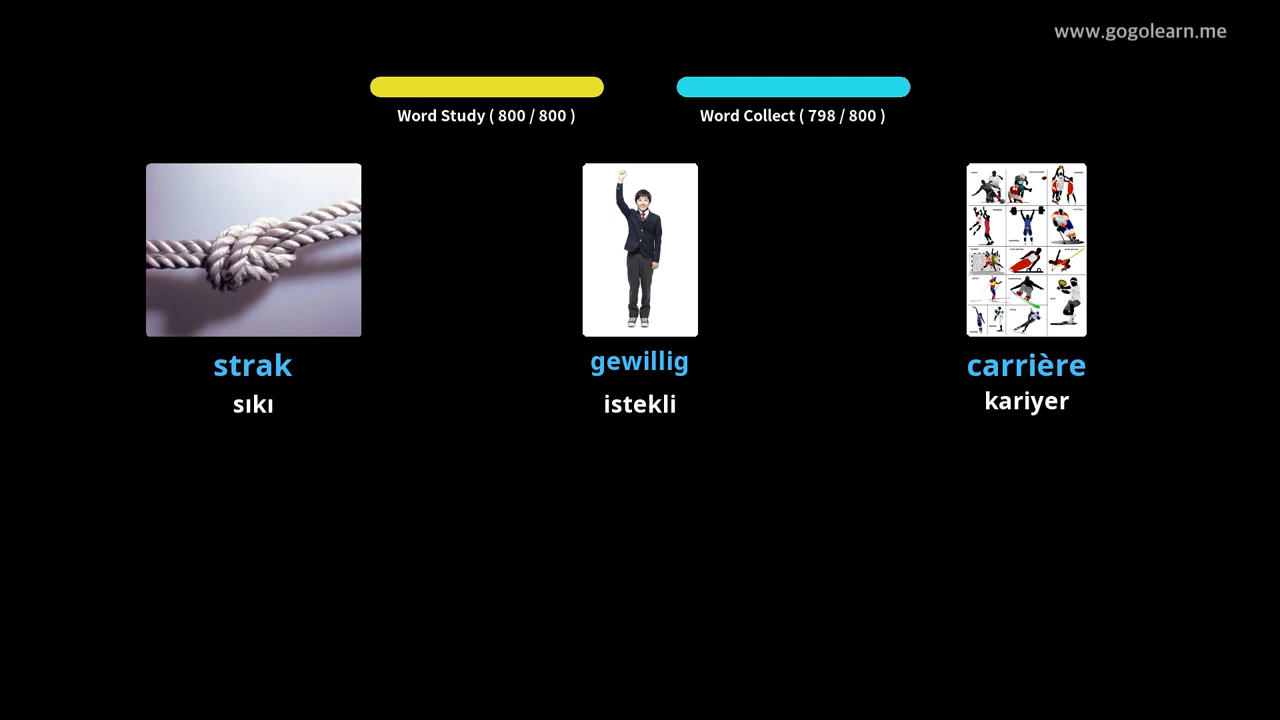 www.gogolearn.me
Word Study ( 800 / 800 )
Word Collect ( 798 / 800 )
strak
gewillig
carrière
sıkı
istekli
kariyer